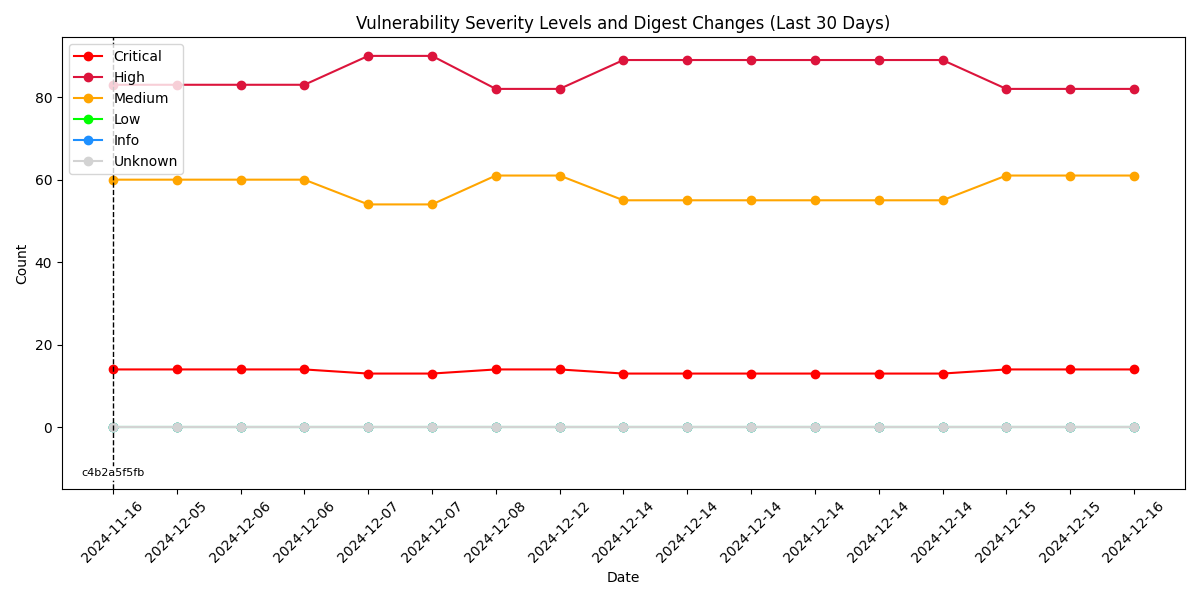 Vulnerability Severity Levels and Digest Changes (Last 30 Days)
Critical
High
Medium
Low
Info
Unknown
80
60
40
20
0
Count
c4b2a5f5fb
2024-11-16
2024-12-05
2024-12-06
2024-12-06
2024-12-07
2024-12-07
2024-12-08
2024-12-12
2024-12-14
2024-12-14
2024-12-14
2024-12-14
2024-12-14
2024-12-14
2024-12-15
2024-12-15
2024-12-16
Date